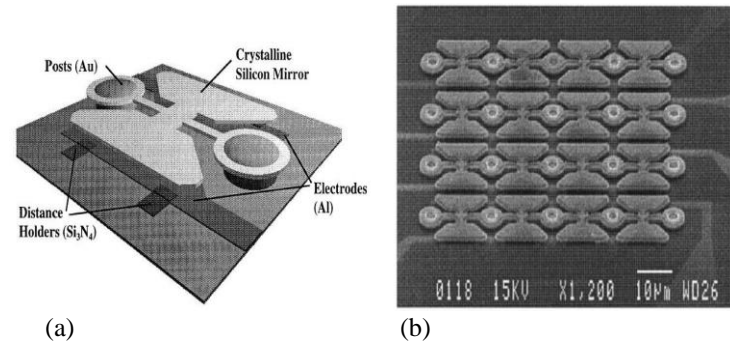 Crystalline
Silicon Mirror
Posts (Au)
Electrodes
(Al)
Distance
Holders (Si₃N₄)
0118 15KV X1,200 10µm WD26
(a) (b)